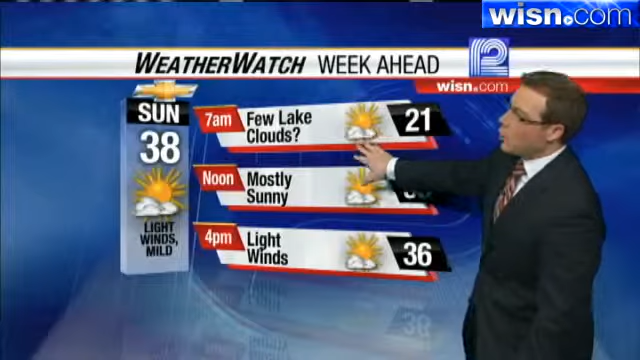 wisn.com
WEATHERWATCH WEEK AHEAD
12
wisn.com
SUN
38
LIGHT
WINDS,
MILD
7am
Few Lake
Clouds?
21
Noon
Mostly
Sunny
4pm
Light
Winds
36